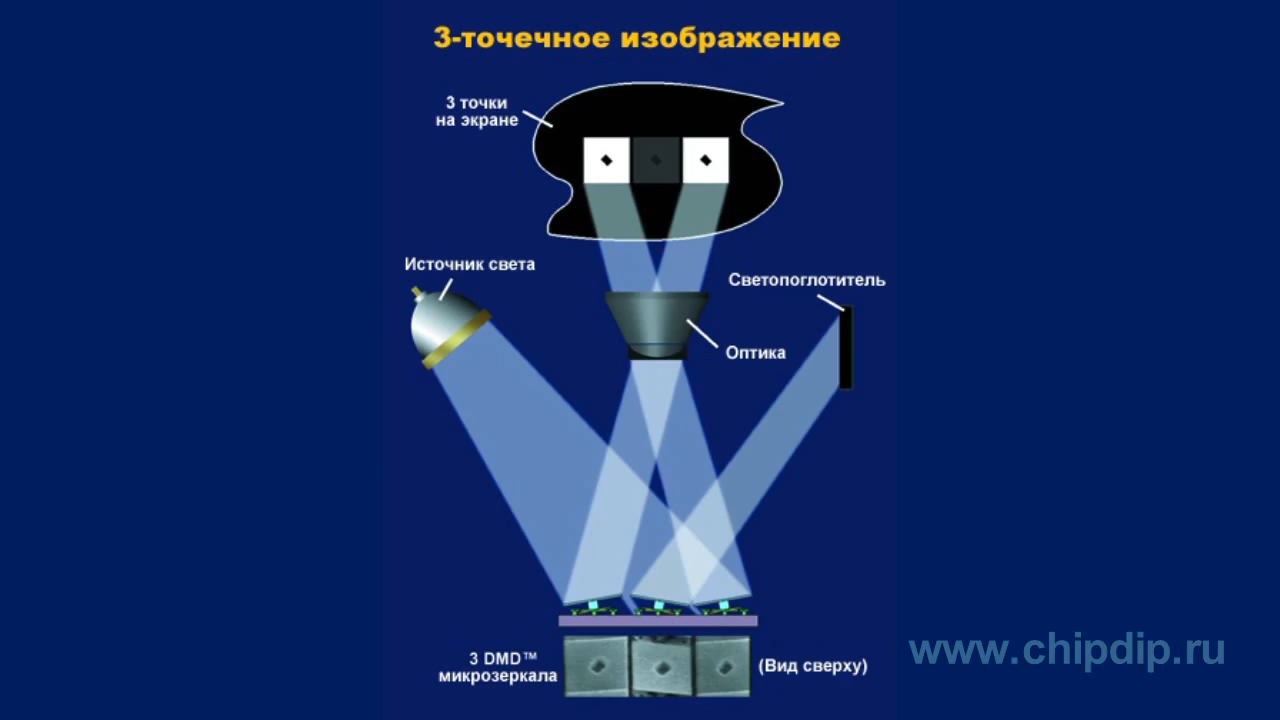 3-точечное изображение
3 точки
на экране
Источник света
Светопоглотитель
Оптика
3 DMD™
микрозеркала
(Вид сверху)
www.chipdip.ru